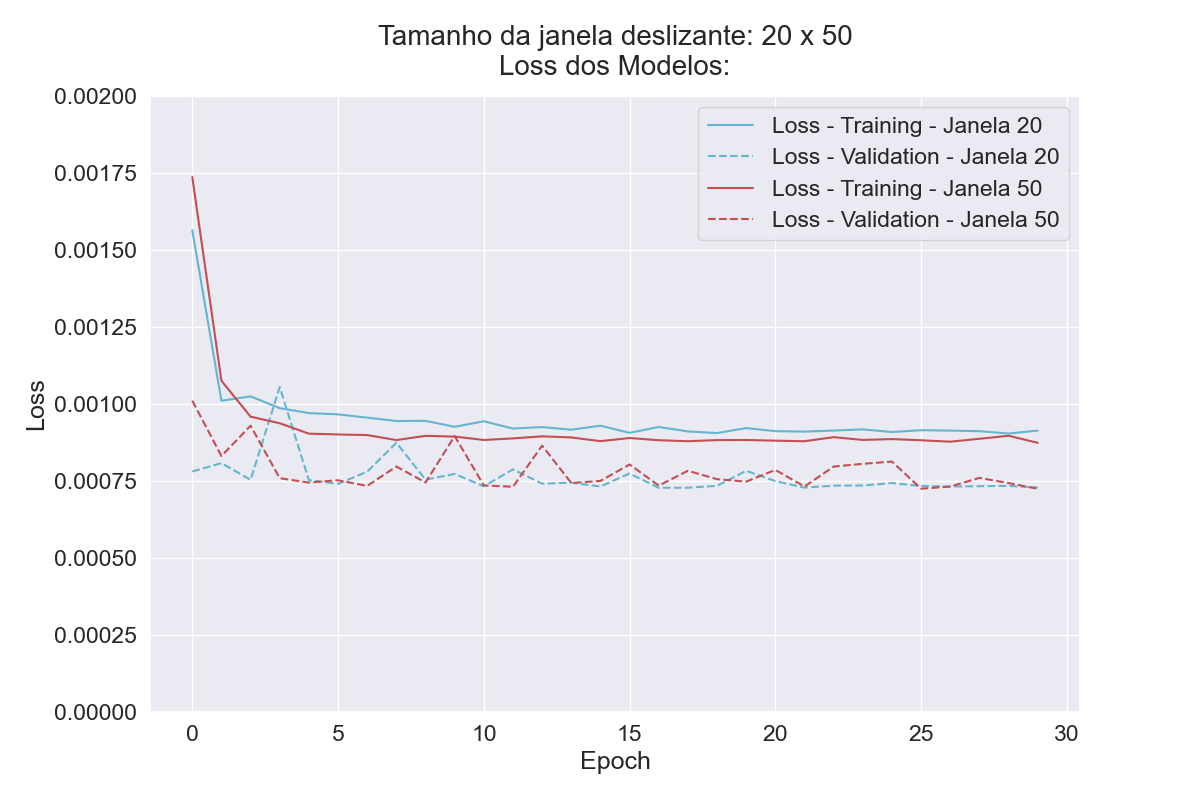 Tamanho da janela deslizante: 20 x 50
Loss dos Modelos:
0.00200
0.00175
0.00150
0.00125
0.00100
0.00075
0.00050
0.00025
0.00000
Loss
Loss - Training - Janela 20
Loss - Validation - Janela 20
Loss - Training - Janela 50
Loss - Validation - Janela 50
0 5 10 15 20 25 30
Epoch